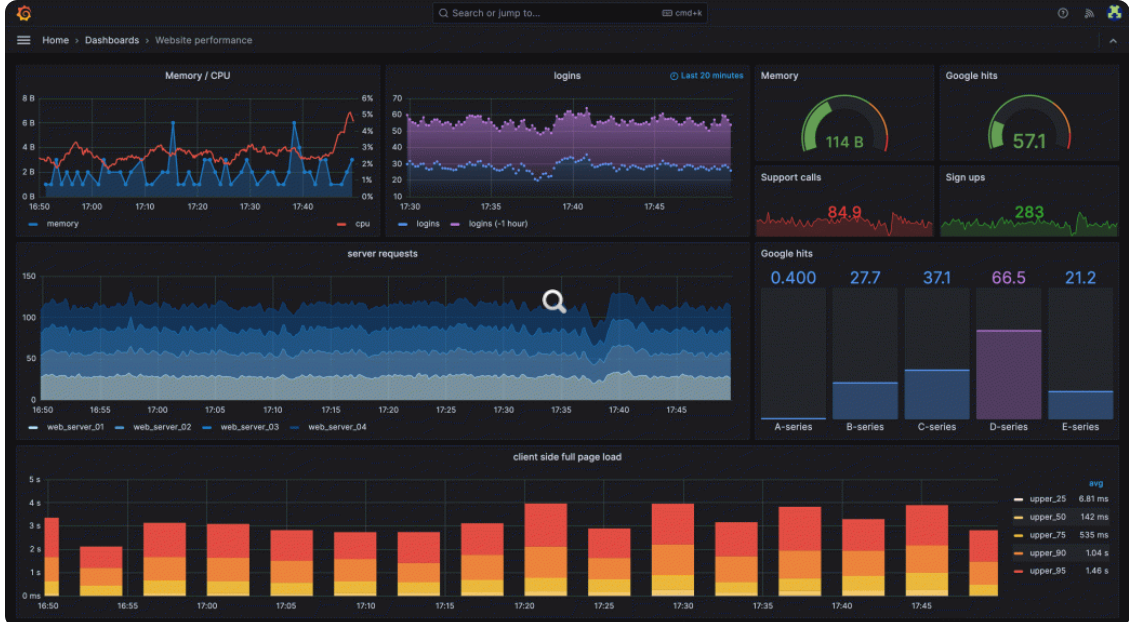 Search or jump to... cmd+k
Home > Dashboards > Website performance
Memory / CPU
8 B
6 B
4 B
2 B
0 B
6%
5%
4%
3%
2%
1%
0%
16:50 17:00 17:10 17:20 17:30 17:40
memory cpu
logins
Last 20 minutes
70
60
50
40
30
20
10
17:30 17:35 17:40 17:45
logins logins (-1 hour)
Memory
114 B
Google hits
57.1
Support calls
84.9
Sign ups
283
server requests
150
100
50
0
16:50 16:55 17:00 17:05 17:10 17:15 17:20 17:25 17:30 17:35 17:40 17:45
web_server_01 web_server_02 web_server_03 web_server_04
Google hits
0.400 27.7 37.1 66.5 21.2
A-series B-series C-series D-series E-series
client side full page load
5 s
4 s
3 s
2 s
1 s
0 ms
16:50 16:55 17:00 17:05 17:10 17:15 17:20 17:25 17:30 17:35 17:40 17:45
avg
upper_25 6.81 ms
upper_50 142 ms
upper_75 535 ms
upper_90 1.04 s
upper_95 1.46 s